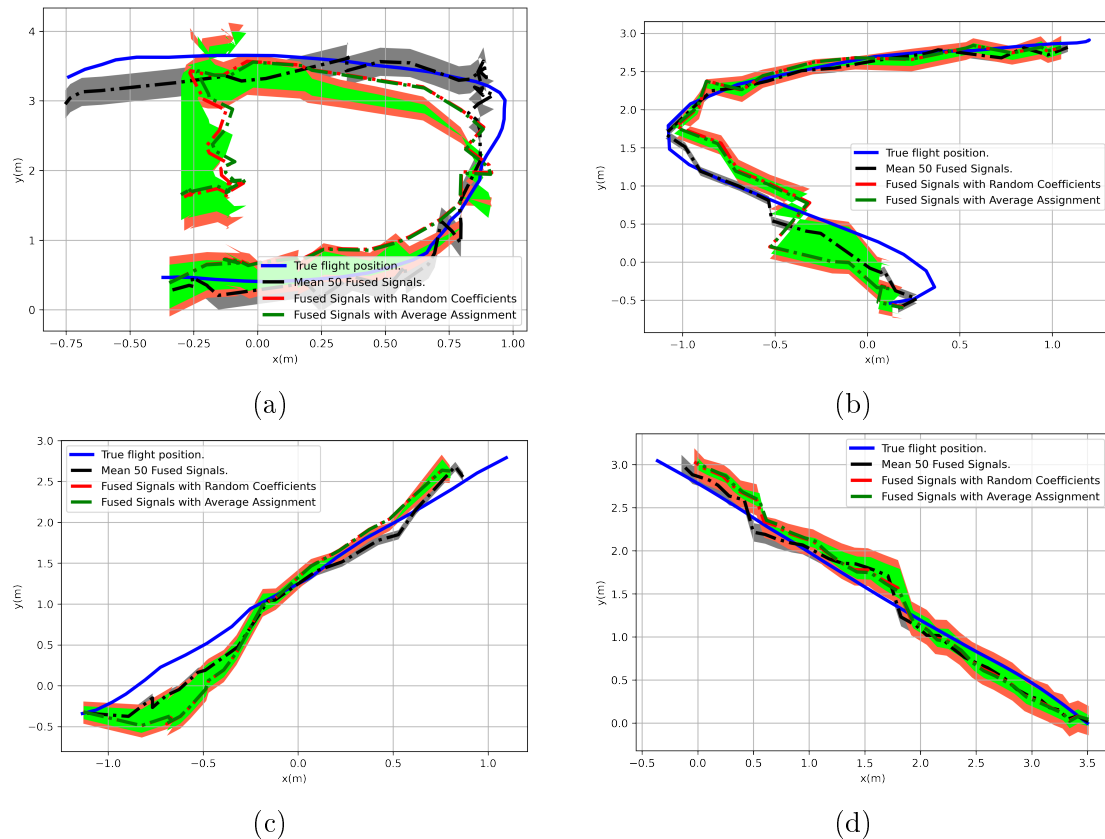 4
3
2
1
0
y(m)
True flight position.
Mean 50 Fused Signals.
Fused Signals with Random Coefficients
Fused Signals with Average Assignment
−0.75 −0.50 −0.25 0.00 0.25 0.50 0.75 1.00
x(m)
(a)
3.0
2.5
2.0
1.5
1.0
0.5
0.0
−0.5
y(m)
True flight position.
Mean 50 Fused Signals.
Fused Signals with Random Coefficients
Fused Signals with Average Assignment
−1.0 −0.5 0.0 0.5 1.0
x(m)
(b)
3.0
2.5
2.0
1.5
1.0
0.5
0.0
−0.5
y(m)
True flight position.
Mean 50 Fused Signals.
Fused Signals with Random Coefficients
Fused Signals with Average Assignment
−1.0 −0.5 0.0 0.5 1.0
x(m)
(c)
3.0
2.5
2.0
1.5
1.0
0.5
0.0
y(m)
True flight position.
Mean 50 Fused Signals.
Fused Signals with Random Coefficients
Fused Signals with Average Assignment
−0.5 0.0 0.5 1.0 1.5 2.0 2.5 3.0 3.5
x(m)
(d)